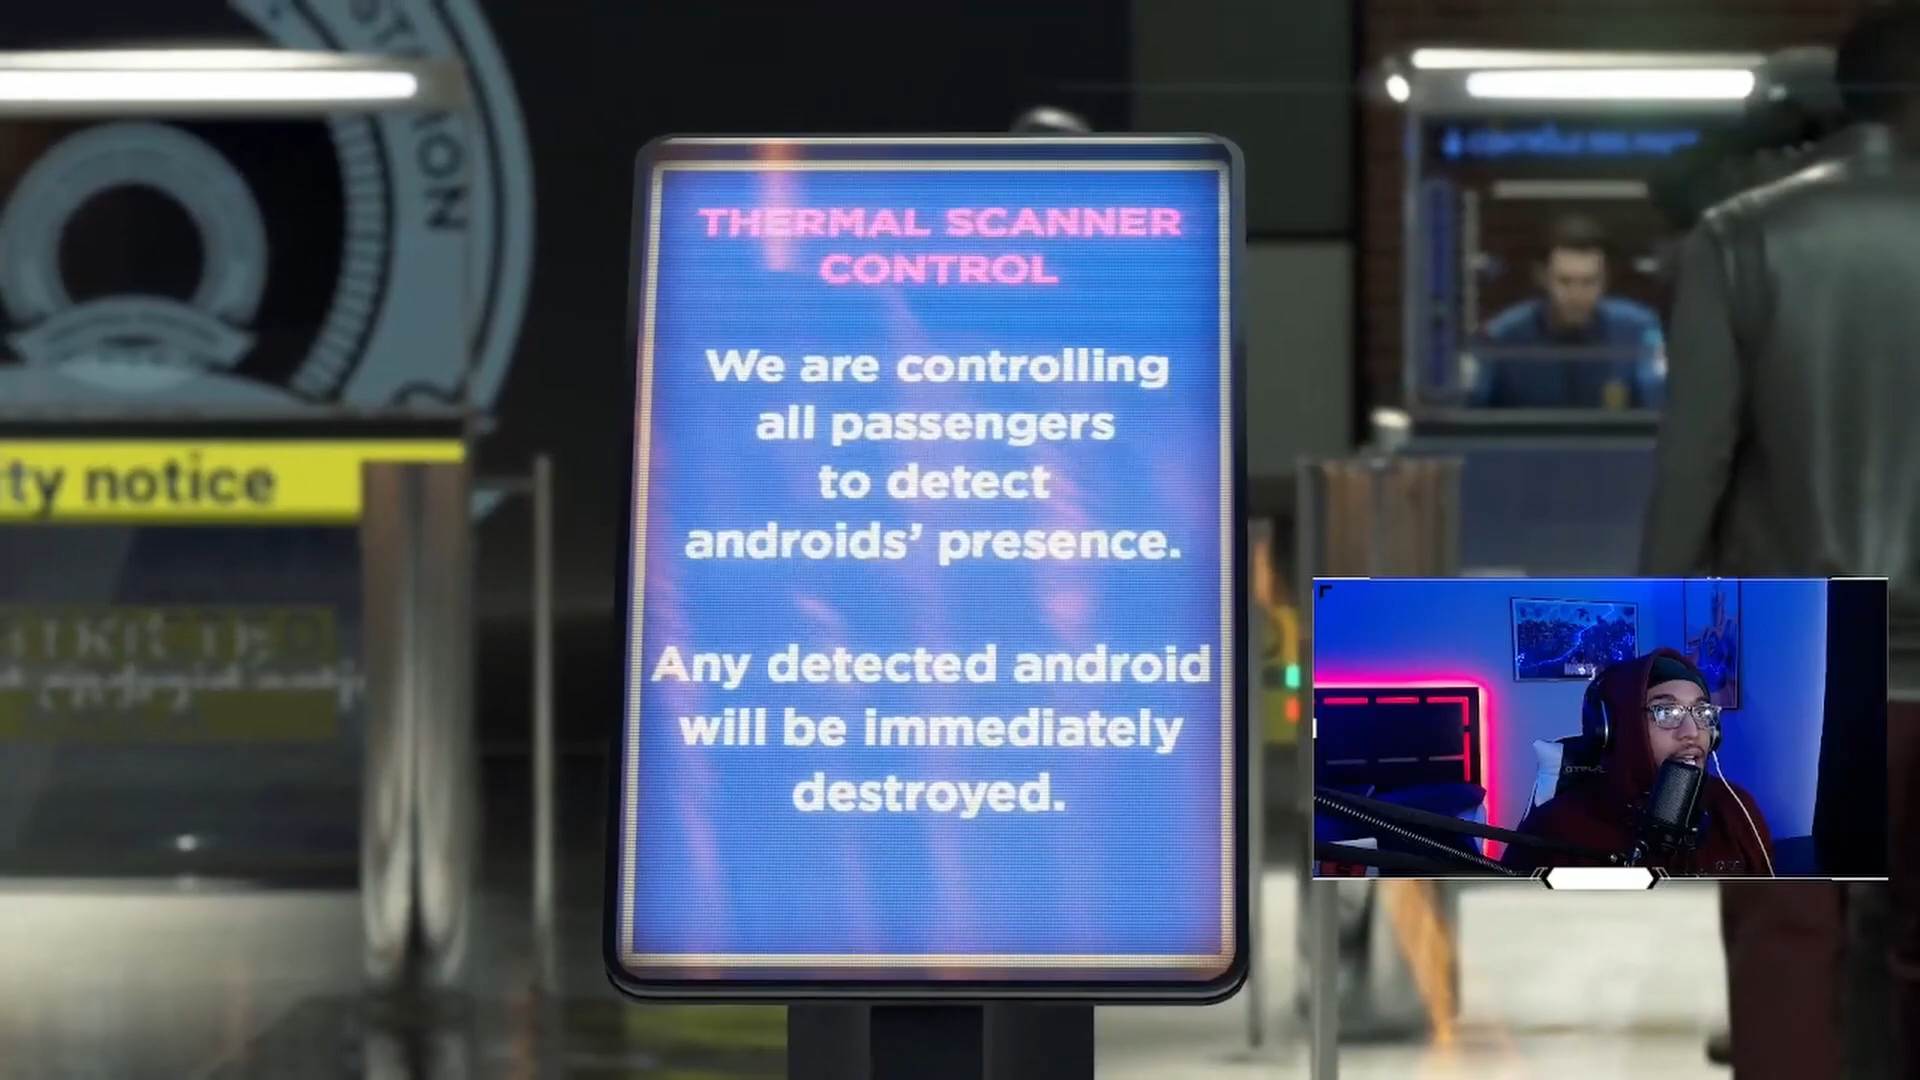 THERMAL SCANNER
CONTROL
We are controlling
all passengers
to detect
androids’ presence.
Any detected android
will be immediately
destroyed.
ity notice